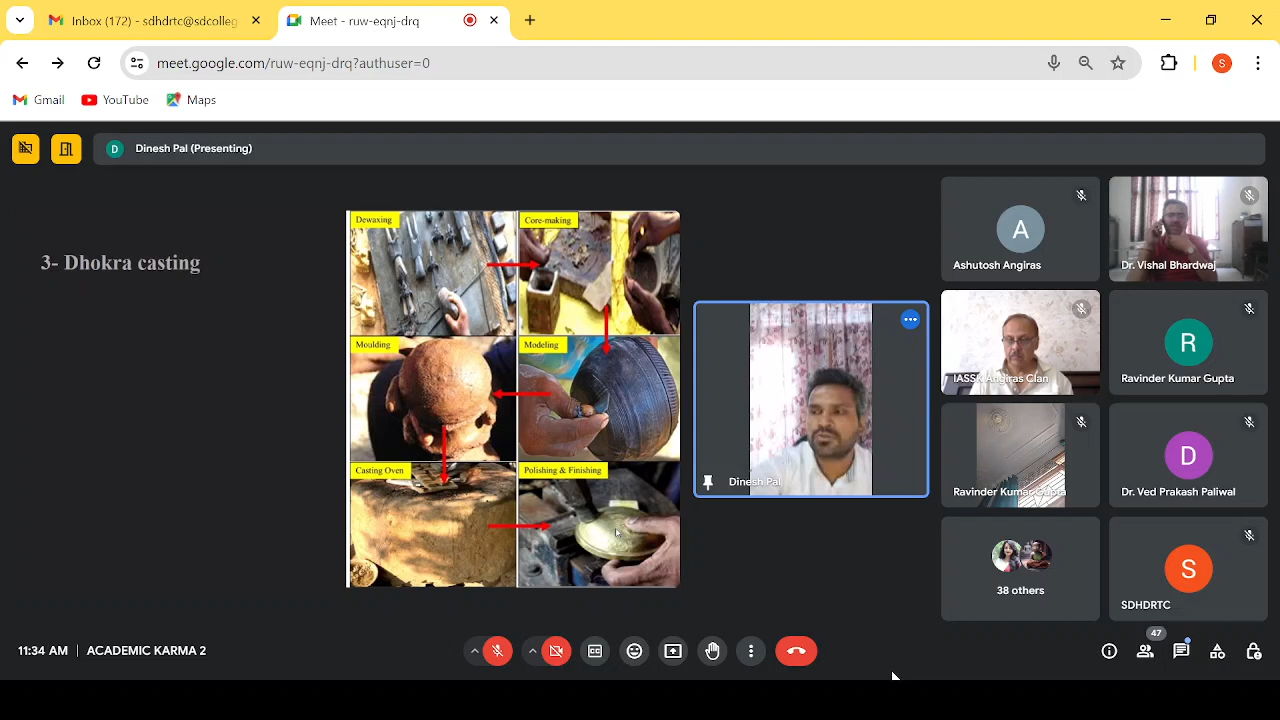 Inbox (172) - sdhdrtc@sdcolleg
Meet - ruw-eqnj-drq
meet.google.com/ruw-eqnj-drq?authuser=0
S
Gmail
YouTube
Maps
D
Dinesh Pal (Presenting)
3- Dhokra casting
Dewaxing
Core-making
Moulding
Modeling
Casting Oven
Polishing & Finishing
Dinesh Pal
A
Ashutosh Angiras
Dr. Vishal Bhardwaj
IASSK Angiras Clan
R
Ravinder Kumar Gupta
Ravinder Kumar Gupta
D
Dr. Ved Prakash Paliwal
38 others
S
SDHDRTC
11:34 AM | ACADEMIC KARMA 2
CC
47